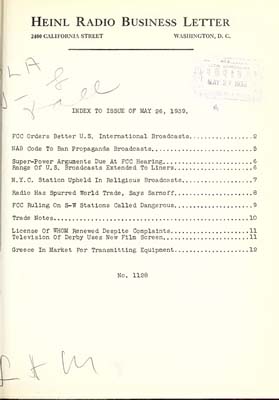 HEINL RADIO BUSINESS LETTER
2400 CALIFORNIA STREET WASHINGTON, D. C.
MAY 27 1939
INDEX TO ISSUE OF MAY 26, 1939.
FCC Orders Better U.S. International Broadcasts................2
NAB Code To Ban Propaganda Broadcasts..........................5
Super-Power Arguments Due At FCC Hearing.......................6
Range Of U.S. Broadcasts Extended To Liners....................6
N.Y.C. Station Upheld In Religious Broadcasts..................7
Radio Has Spurred World Trade, Says Sarnoff....................8
FCC Ruling On S-W Stations Called Dangerous....................9
Trade Notes...................................................10
License Of WHOM Renewed Despite Complaints....................11
Television Of Derby Uses New Film Screen......................11
Greece In Market For Transmitting Equipment...................12
No. 1128